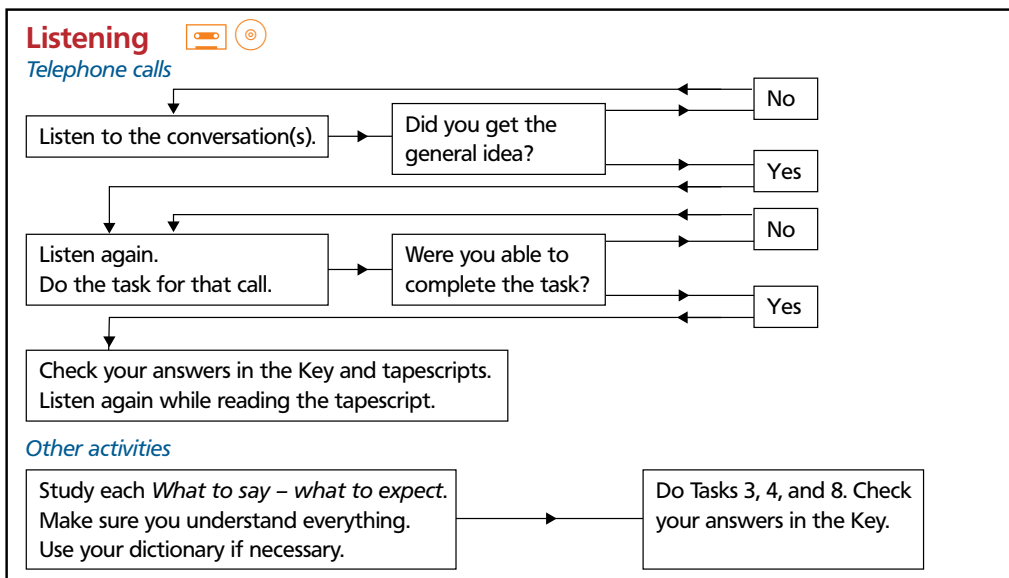 Listening
Telephone calls
No
Listen to the conversation(s).
Did you get the
general idea?
Yes
No
Listen again.
Do the task for that call.
Were you able to
complete the task?
Yes
Check your answers in the Key and tapescripts.
Listen again while reading the tapescript.
Other activities
Study each What to say – what to expect.
Make sure you understand everything.
Use your dictionary if necessary.
Do Tasks 3, 4, and 8. Check
your answers in the Key.